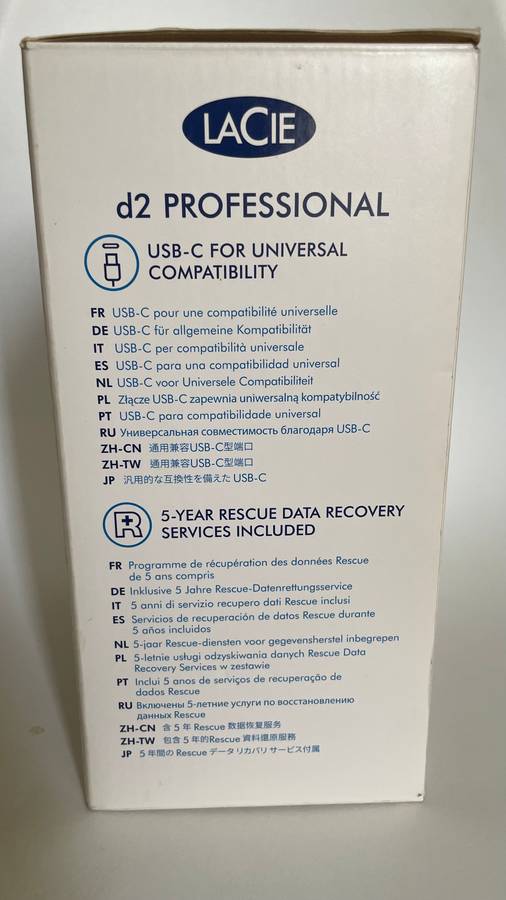 LACIE
d2 PROFESSIONAL
USB-C FOR UNIVERSAL
COMPATIBILITY
FR USB-C pour une compatibilité universelle
DE USB-C für allgemeine Kompatibilität
IT USB-C per compatibilità universale
ES USB-C para una compatibilidad universal
NL USB-C voor Universele Compatibiliteit
PL Złącze USB-C zapewnia uniwersalną kompatybilność
PT USB-C para compatibilidade universal
RU Универсальная совместимость благодаря USB-C
ZH-CN 通用兼容USB-C型端口
ZH-TW 通用兼容USB-C型端口
JP 汎用的な互換性を備えた USB-C
R
5-YEAR RESCUE DATA RECOVERY
SERVICES INCLUDED
FR Programme de récupération des données Rescue
de 5 ans compris
DE Inklusive 5 Jahre Rescue-Datenrettungsservice
IT 5 anni di servizio recupero dati Rescue inclusi
ES Servicios de recuperación de datos Rescue durante
5 años incluidos
NL 5-jaar Rescue-diensten voor gegevensherstel inbegrepen
PL 5-letnie usługi odzyskiwania danych Rescue Data
Recovery Services w zestawie
PT Inclui 5 anos de serviços de recuperação de
dados Rescue
RU Включены 5-летние услуги по восстановлению
данных Rescue
ZH-CN 含 5 年 Rescue 数据恢复服务
ZH-TW 包含 5 年的Rescue 資料還原服務
JP 5 年間の Rescue データ リカバリ サービス付属